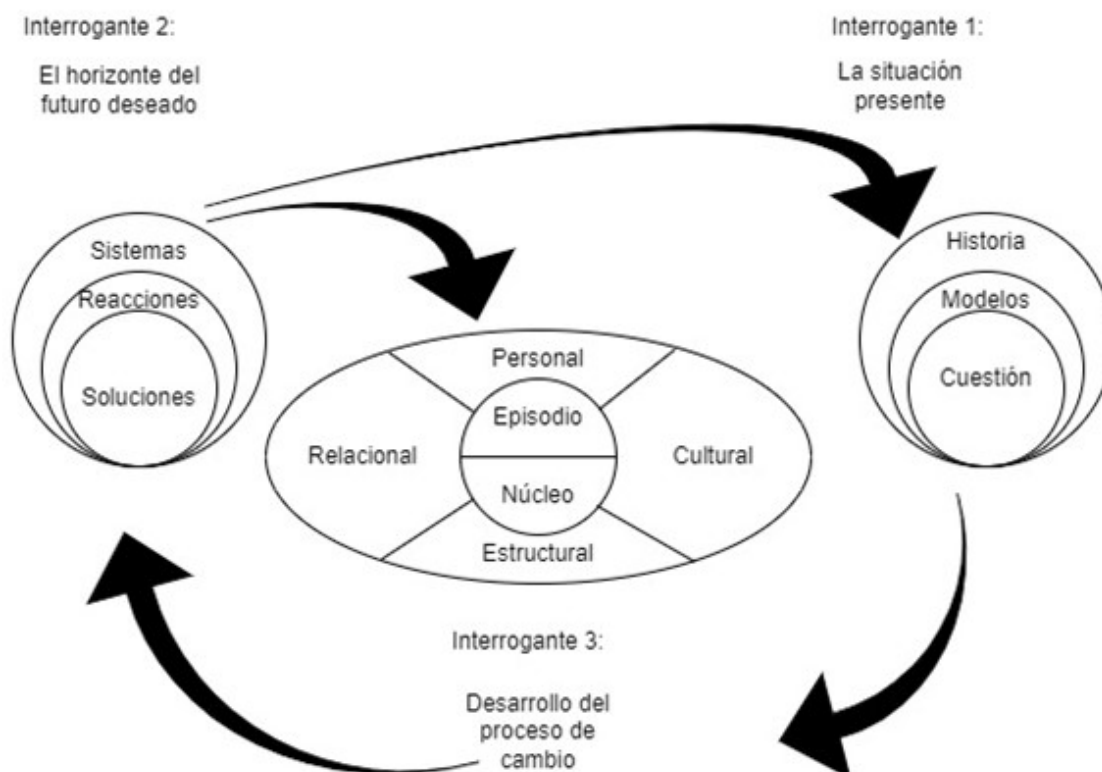 Interrogante 2:
El horizonte del
futuro deseado
Interrogante 1:
La situación
presente
Sistemas
Reacciones
Soluciones
Historia
Modelos
Cuestión
Personal
Episodio
Relacional
Cultural
Núcleo
Estructural
Interrogante 3:
Desarrollo del
proceso de
cambio